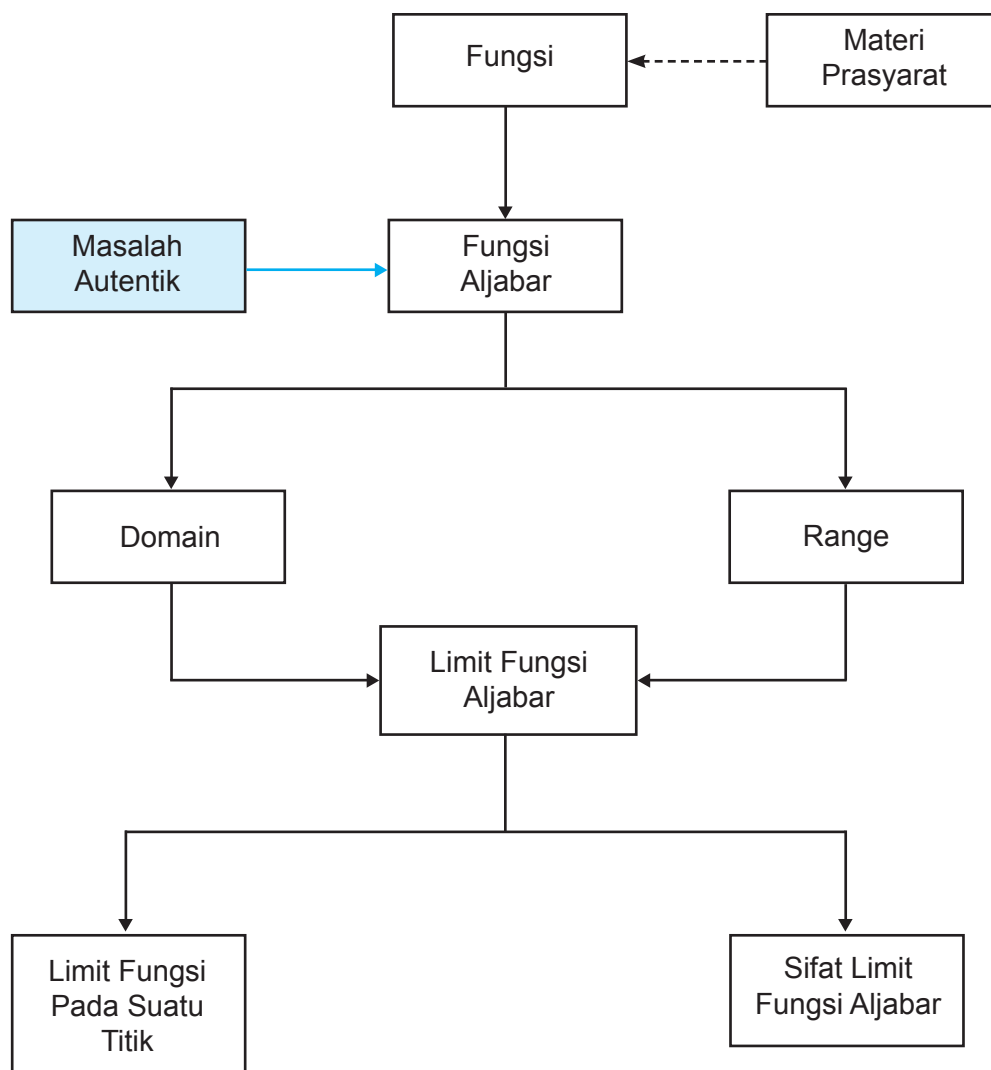 Fungsi
Materi
Prasyarat
Masalah
Autentik
Fungsi
Aljabar
Domain
Range
Limit Fungsi
Aljabar
Limit Fungsi
Pada Suatu
Titik
Sifat Limit
Fungsi Aljabar